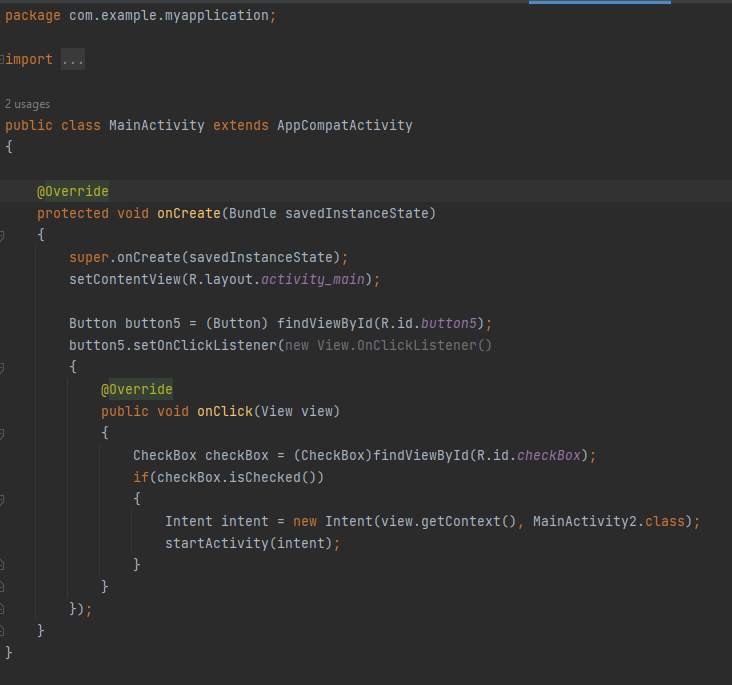 package com.example.myapplication;
import ...
2 usages
public class MainActivity extends AppCompatActivity
{
@Override
protected void onCreate(Bundle savedInstanceState)
{
super.onCreate(savedInstanceState);
setContentView(R.layout.activity_main);
Button button5 = (Button) findViewById(R.id.button5);
button5.setOnClickListener(new View.OnClickListener()
{
@Override
public void onClick(View view)
{
CheckBox checkBox = (CheckBox)findViewById(R.id.checkBox);
if(checkBox.isChecked())
{
Intent intent = new Intent(view.getContext(), MainActivity2.class);
startActivity(intent);
}
}
});
}
}